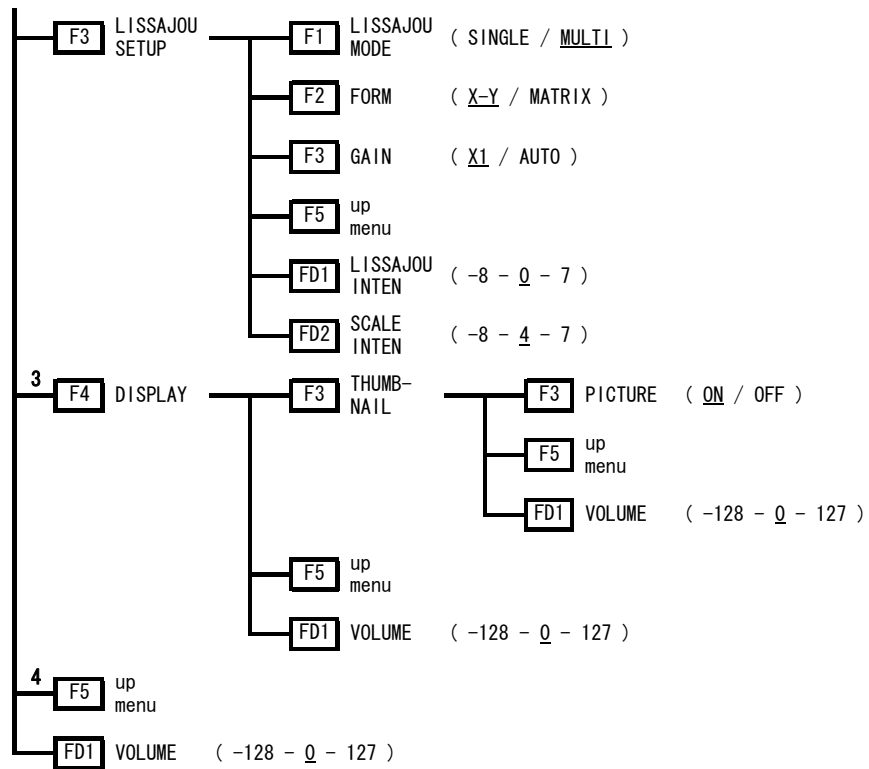 F3 LISSAJOU SETUP F1 LISSAJOU MODE ( SINGLE / MULTI )
F2 FORM ( X-Y / MATRIX )
F3 GAIN ( X1 / AUTO )
F5 up menu
FD1 LISSAJOU INTEN ( -8 - 0 - 7 )
FD2 SCALE INTEN ( -8 - 4 - 7 )
3 F4 DISPLAY F3 THUMB-NAIL F3 PICTURE ( ON / OFF )
F5 up menu
FD1 VOLUME ( -128 - 0 - 127 )
F5 up menu
FD1 VOLUME ( -128 - 0 - 127 )
4 F5 up menu
FD1 VOLUME ( -128 - 0 - 127 )